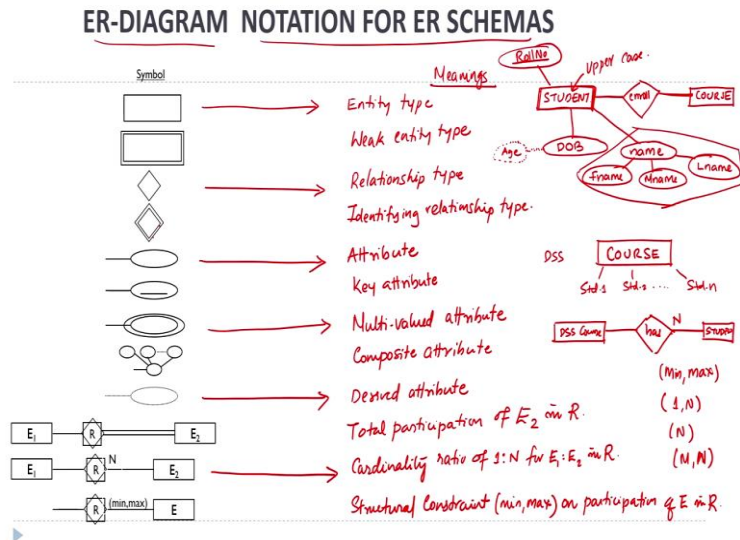 ER-DIAGRAM NOTATION FOR ER SCHEMAS
Symbol
Meanings
Entity type
Weak entity type
Relationship type
Identifying relationship type.
Attribute
Key attribute
Multi-valued attribute
Composite attribute
Derived attribute
Total participation of E2 in R.
Cardinality ratio of 1:N for E1:E2 in R.
Structural Constraint (min,max) on participation of E in R.
E1 R E2
E1 R N E2
R (min,max) E
RollNo
Upper case.
STUDENT enroll COURSE
Age DOB
name
Fname Mname Lname
DSS COURSE
Std.1 Std.2 .... Std.n
DSS Course has N STUDENT
(Min,max)
(1,N)
(N)
(M,N)